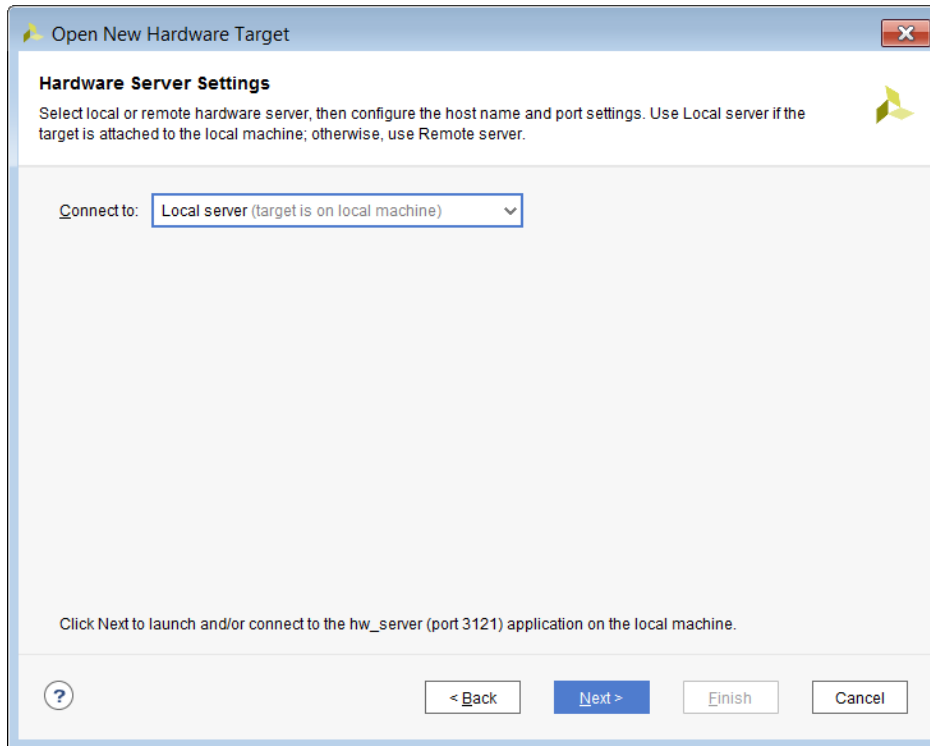 Open New Hardware Target
Hardware Server Settings
Select local or remote hardware server, then configure the host name and port settings. Use Local server if the
target is attached to the local machine; otherwise, use Remote server.
Connect to: Local server (target is on local machine)
Click Next to launch and/or connect to the hw_server (port 3121) application on the local machine.
? < Back Next > Finish Cancel